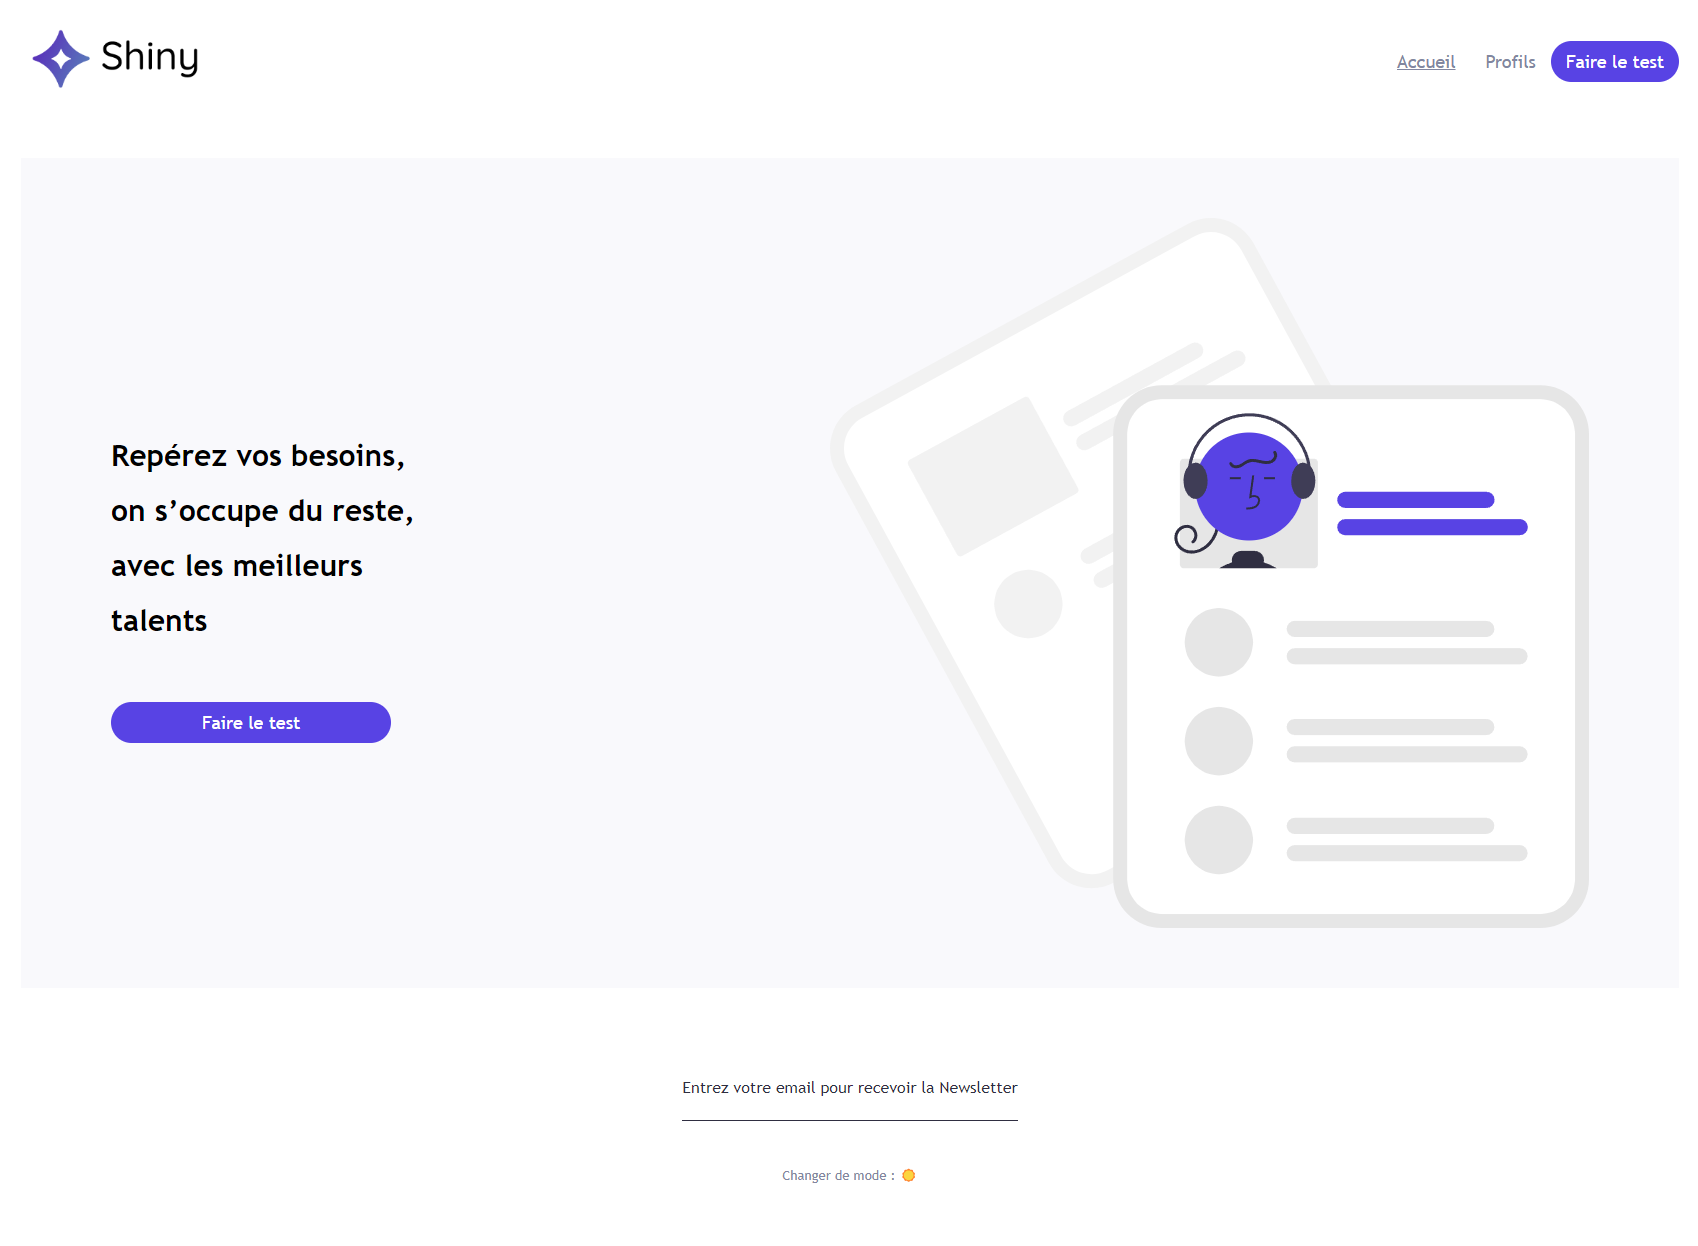 Shiny
Accueil
Profils
Faire le test
Repérez vos besoins,
on s’occupe du reste,
avec les meilleurs
talents
Faire le test
Entrez votre email pour recevoir la Newsletter
Changer de mode :